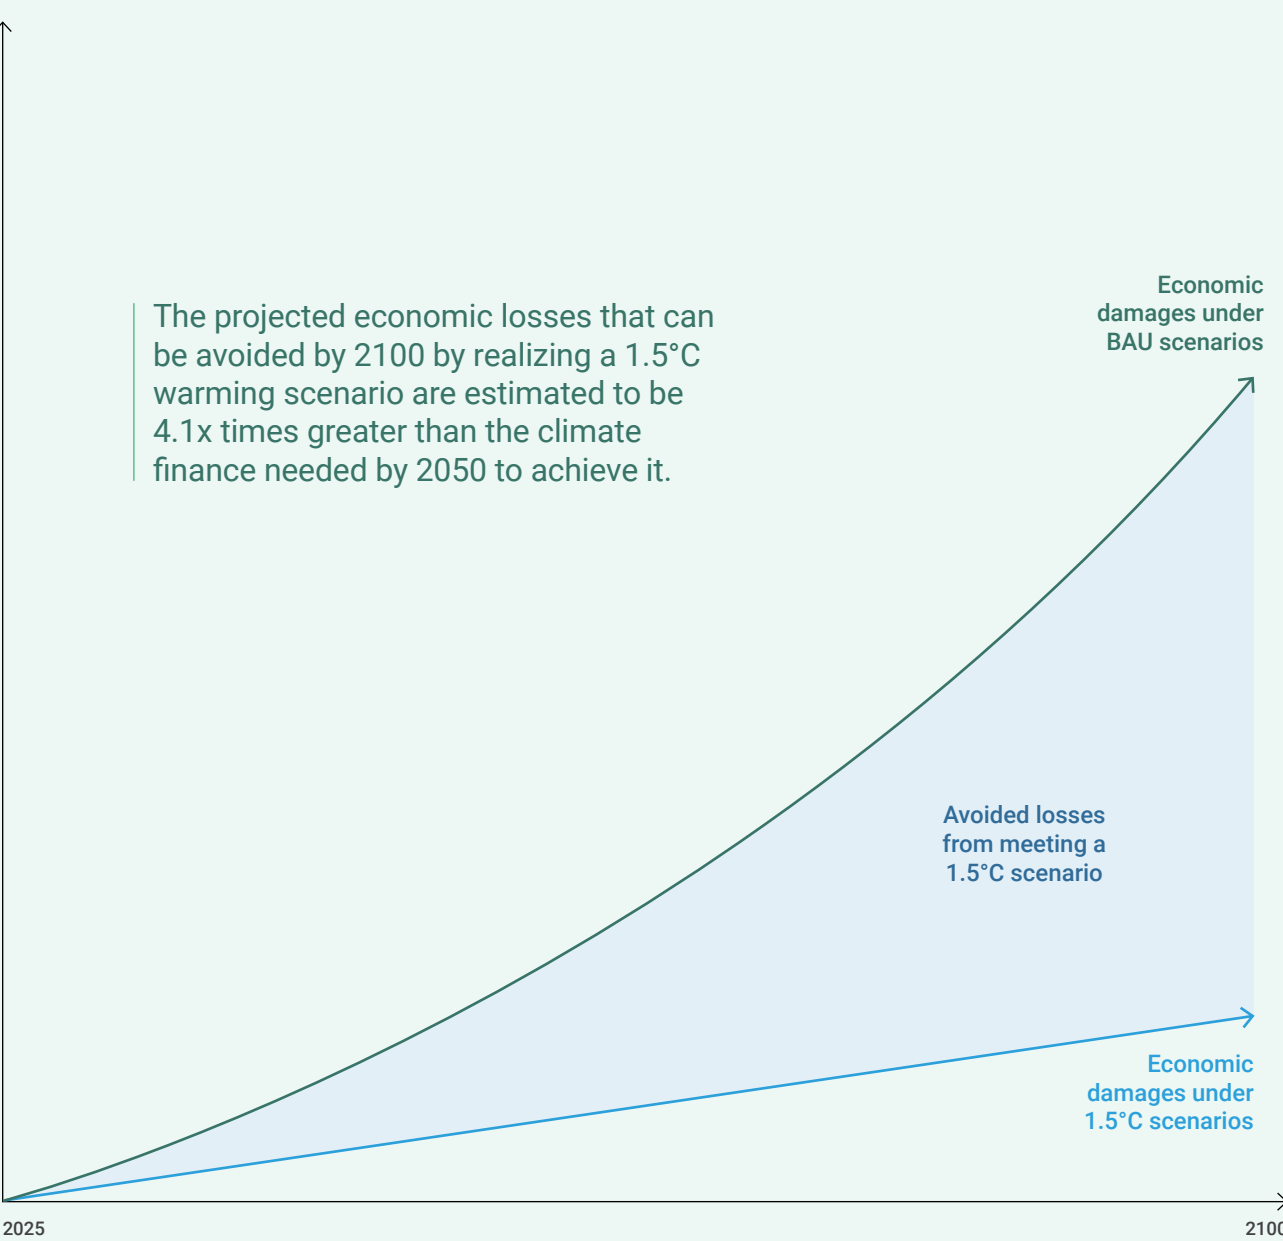 Economic
damages under
BAU scenarios
The projected economic losses that can
be avoided by 2100 by realizing a 1.5°C
warming scenario are estimated to be
4.1x times greater than the climate
finance needed by 2050 to achieve it.
Avoided losses
from meeting a
1.5°C scenario
Economic
damages under
1.5°C scenarios
2025
2100